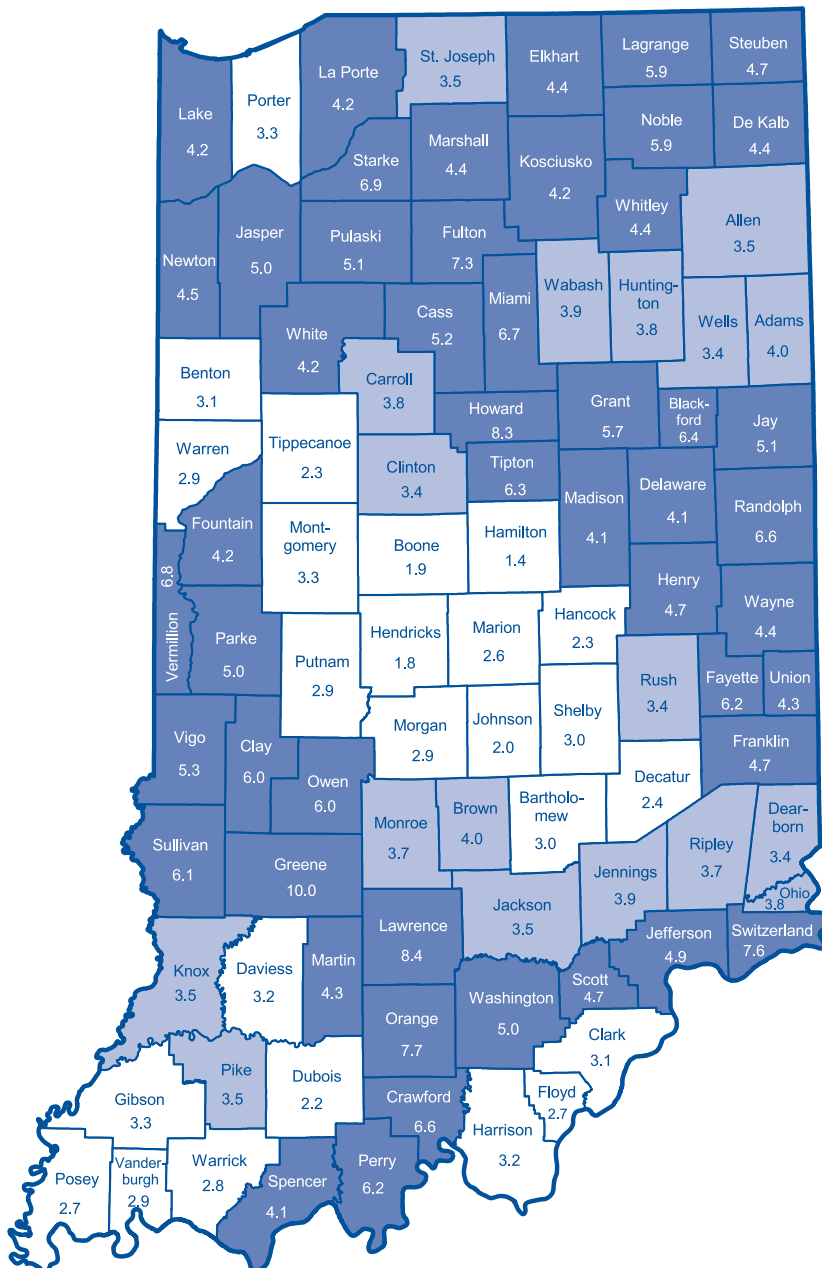 Lake
4.2
Porter
3.3
La Porte
4.2
St. Joseph
3.5
Elkhart
4.4
Lagrange
5.9
Steuben
4.7
Starke
6.9
Marshall
4.4
Kosciusko
4.2
Noble
5.9
De Kalb
4.4
Whitley
4.4
Allen
3.5
Newton
4.5
Jasper
5.0
Pulaski
5.1
Fulton
7.3
White
4.2
Cass
5.2
Miami
6.7
Wabash
3.9
Hunting-
ton
3.8
Wells
3.4
Adams
4.0
Benton
3.1
Carroll
3.8
Howard
8.3
Grant
5.7
Black-
ford
6.4
Jay
5.1
Warren
2.9
Tippecanoe
2.3
Clinton
3.4
Tipton
6.3
Madison
4.1
Delaware
4.1
Randolph
6.6
Fountain
4.2
Mont-
gomery
3.3
Boone
1.9
Hamilton
1.4
Vermillion
6.8
Parke
5.0
Putnam
2.9
Hendricks
1.8
Marion
2.6
Hancock
2.3
Henry
4.7
Wayne
4.4
Rush
3.4
Fayette
6.2
Union
4.3
Vigo
5.3
Clay
6.0
Owen
6.0
Morgan
2.9
Johnson
2.0
Shelby
3.0
Decatur
2.4
Franklin
4.7
Sullivan
6.1
Greene
10.0
Monroe
3.7
Brown
4.0
Bartholo-
mew
3.0
Jennings
3.9
Ripley
3.7
Dear-
born
3.4
Ohio
3.8
Knox
3.5
Daviess
3.2
Martin
4.3
Lawrence
8.4
Jackson
3.5
Jefferson
4.9
Switzerland
7.6
Scott
4.7
Washington
5.0
Orange
7.7
Clark
3.1
Gibson
3.3
Pike
3.5
Dubois
2.2
Crawford
6.6
Floyd
2.7
Harrison
3.2
Posey
2.7
Vander-
burgh
2.9
Warrick
2.8
Spencer
4.1
Perry
6.2